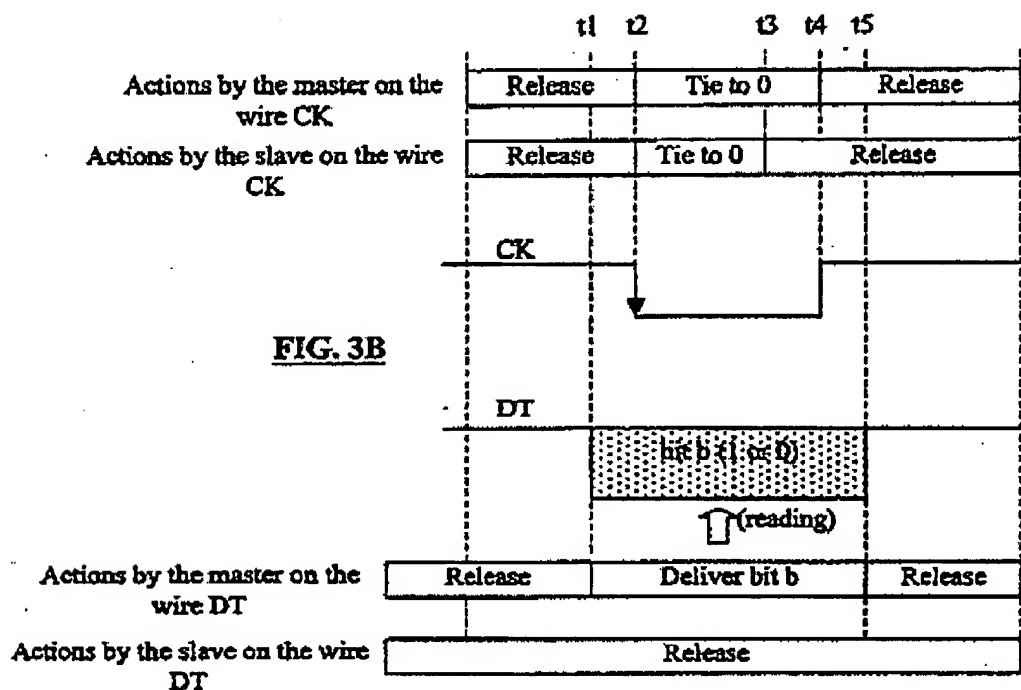 t1 t2 t3 t4 t5
Actions by the master on the
wire CK
Release Tie to 0 Release
Actions by the slave on the wire
CK
Release Tie to 0 Release
CK
FIG. 3B
DT
bit b (1 or 0)
(reading)
Actions by the master on the
wire DT
Release Deliver bit b Release
Actions by the slave on the wire
DT
Release